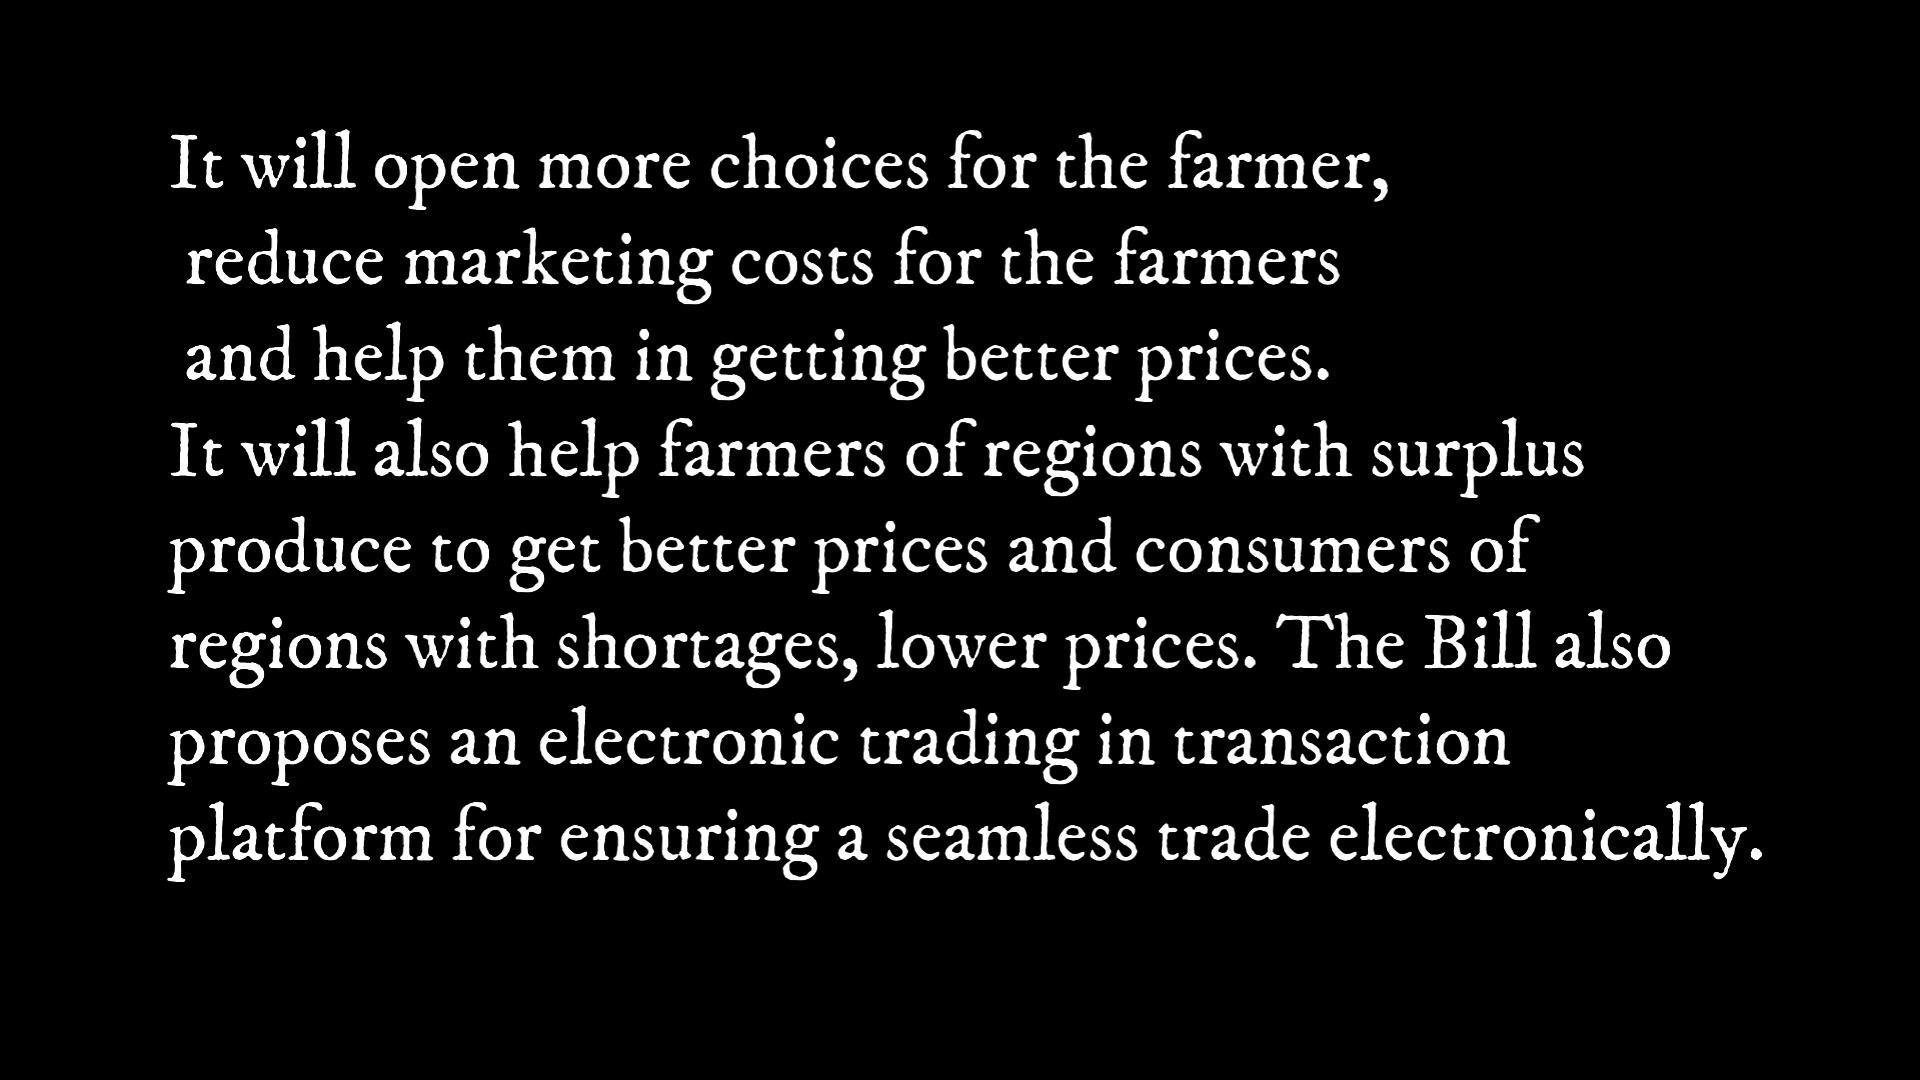 It will open more choices for the farmer,
reduce marketing costs for the farmers
and help them in getting better prices.
It will also help farmers of regions with surplus
produce to get better prices and consumers of
regions with shortages, lower prices. The Bill also
proposes an electronic trading in transaction
platform for ensuring a seamless trade electronically.